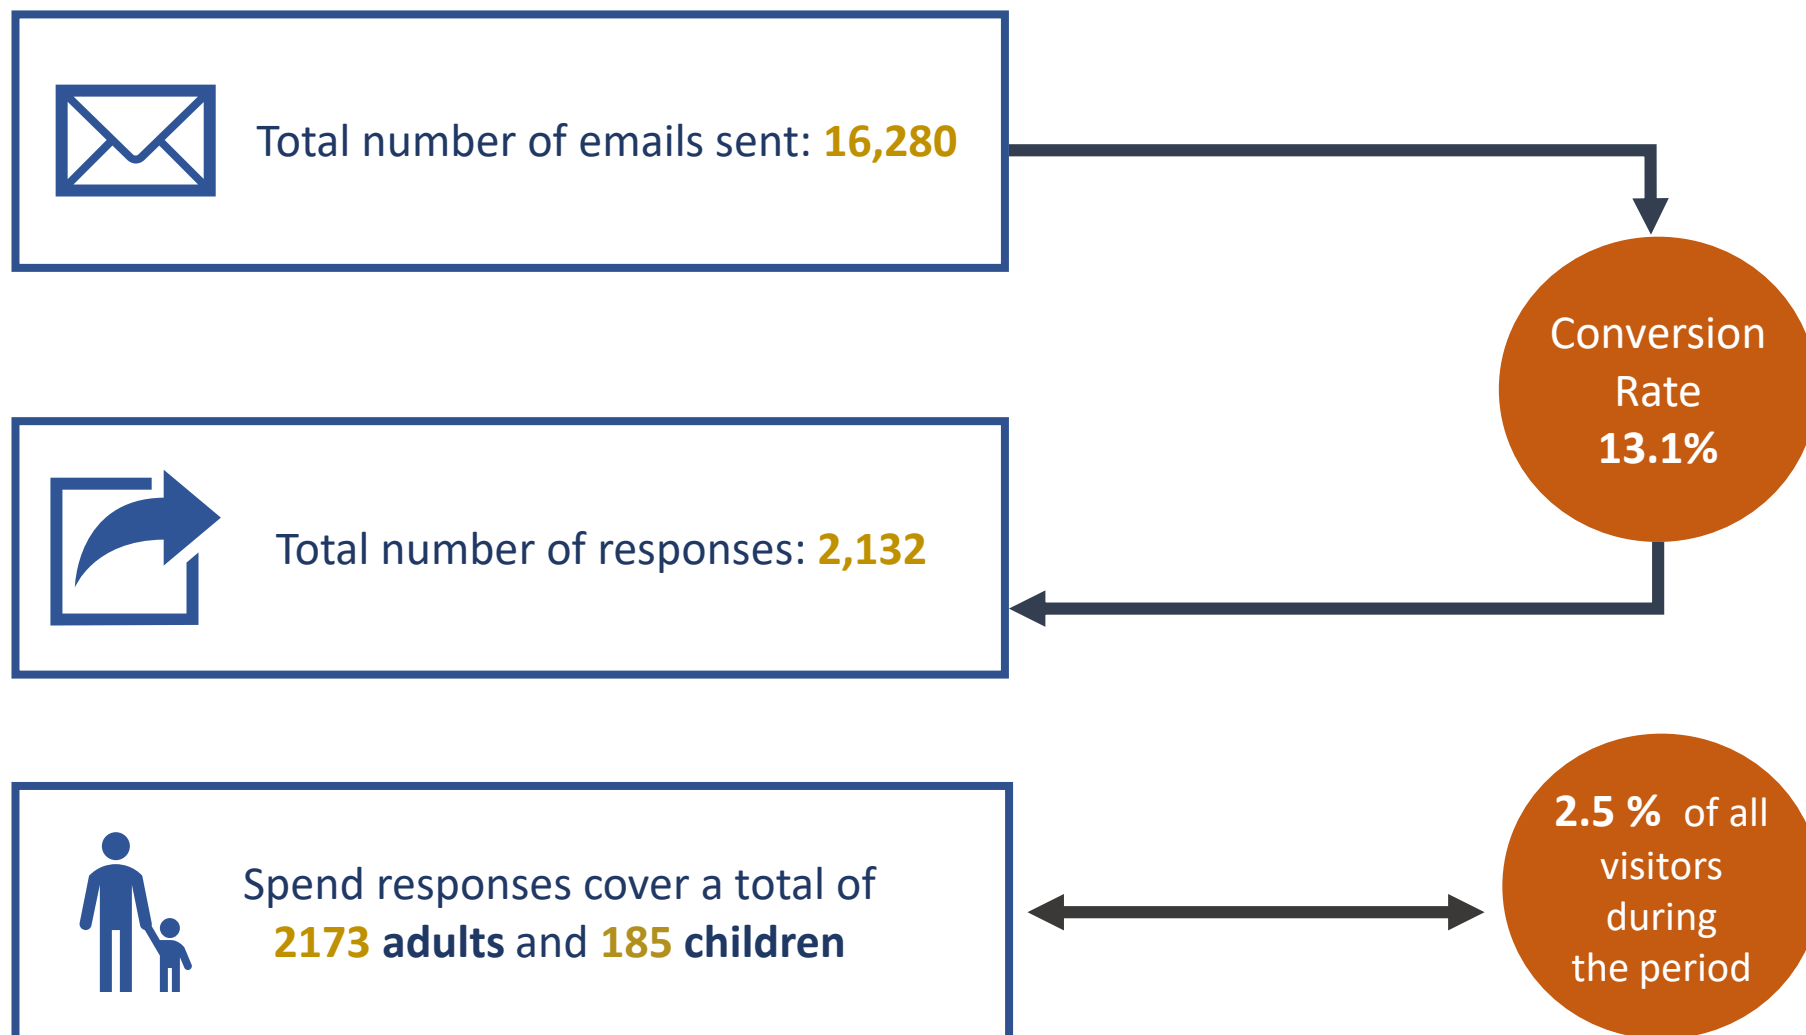 Total number of emails sent: 16,280
Conversion
Rate
13.1%
Total number of responses: 2,132
Spend responses cover a total of
2173 adults and 185 children
2.5 % of all
visitors
during
the period